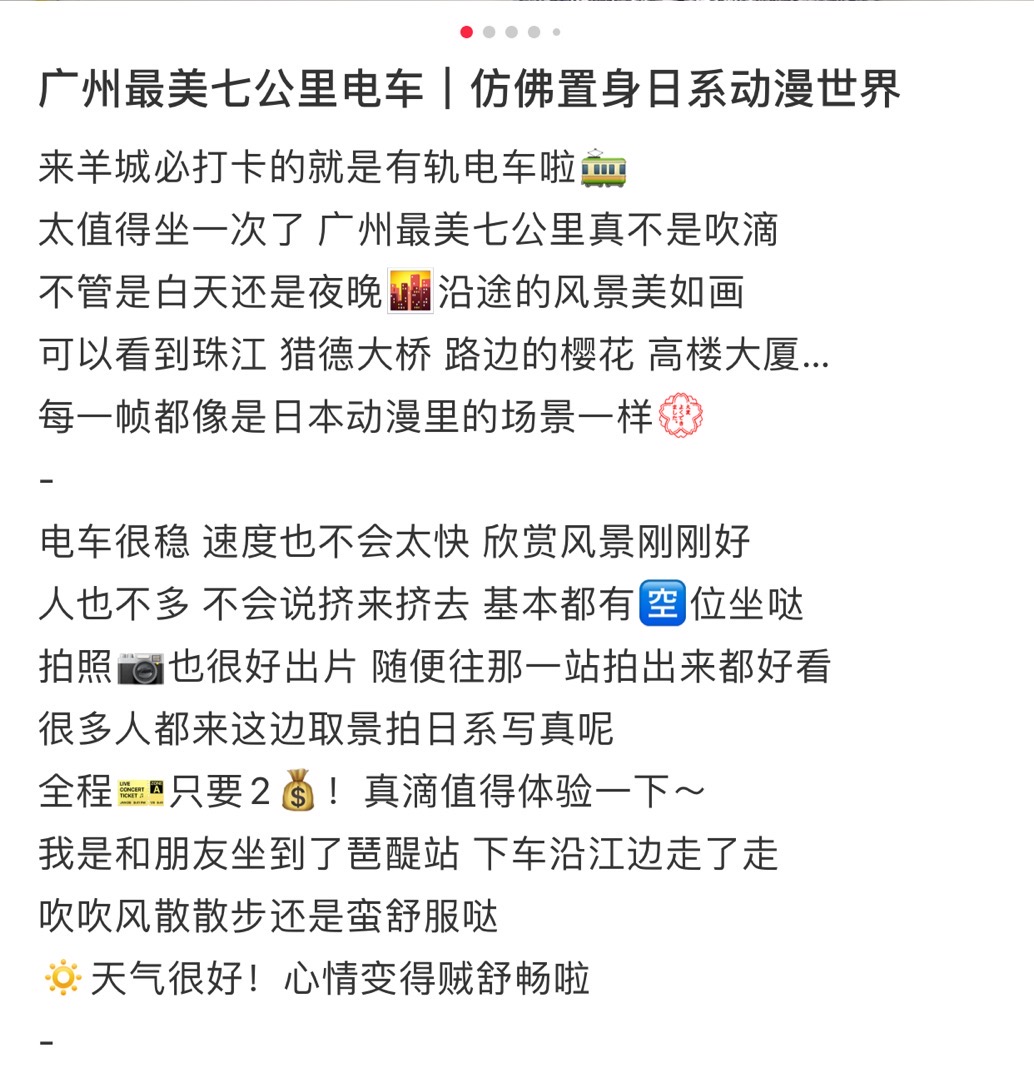 广州最美七公里电车｜仿佛置身日系动漫世界
来羊城必打卡的就是有轨电车啦🚋
太值得坐一次了 广州最美七公里真不是吹滴
不管是白天还是夜晚🌇沿途的风景美如画
可以看到珠江 猎德大桥 路边的樱花 高楼大厦...
每一帧都像是日本动漫里的场景一样💮
-
电车很稳 速度也不会太快 欣赏风景刚刚好
人也不多 不会说挤来挤去 基本都有🈳位坐哒
拍照📷也很好出片 随便往那一站拍出来都好看
很多人都来这边取景拍日系写真呢
全程🎫只要2💰！真滴值得体验一下～
我是和朋友坐到了琶醍站 下车沿江边走了走
吹吹风散散步还是蛮舒服哒
☀️天气很好！心情变得贼舒畅啦
-